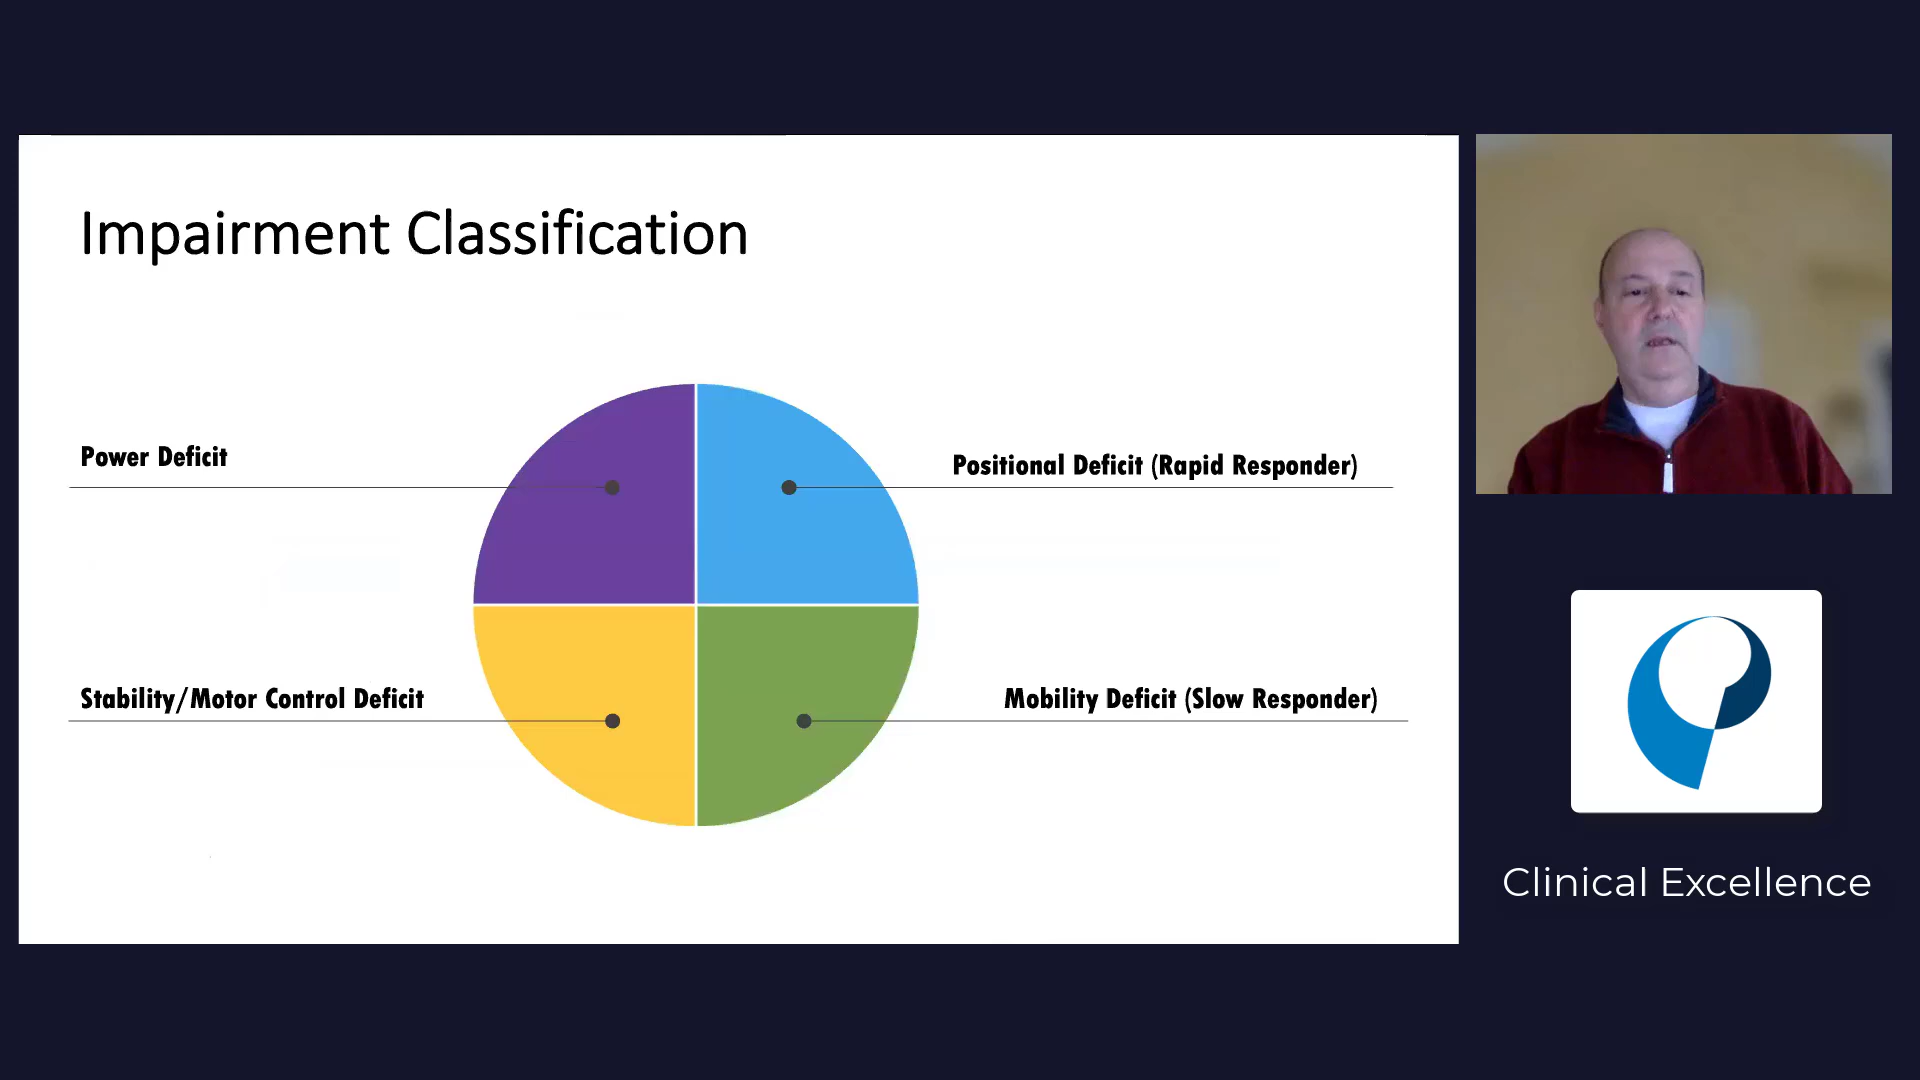 Impairment Classification
Power Deficit
Positional Deficit (Rapid Responder)
Stability/Motor Control Deficit
Mobility Deficit (Slow Responder)
Clinical Excellence